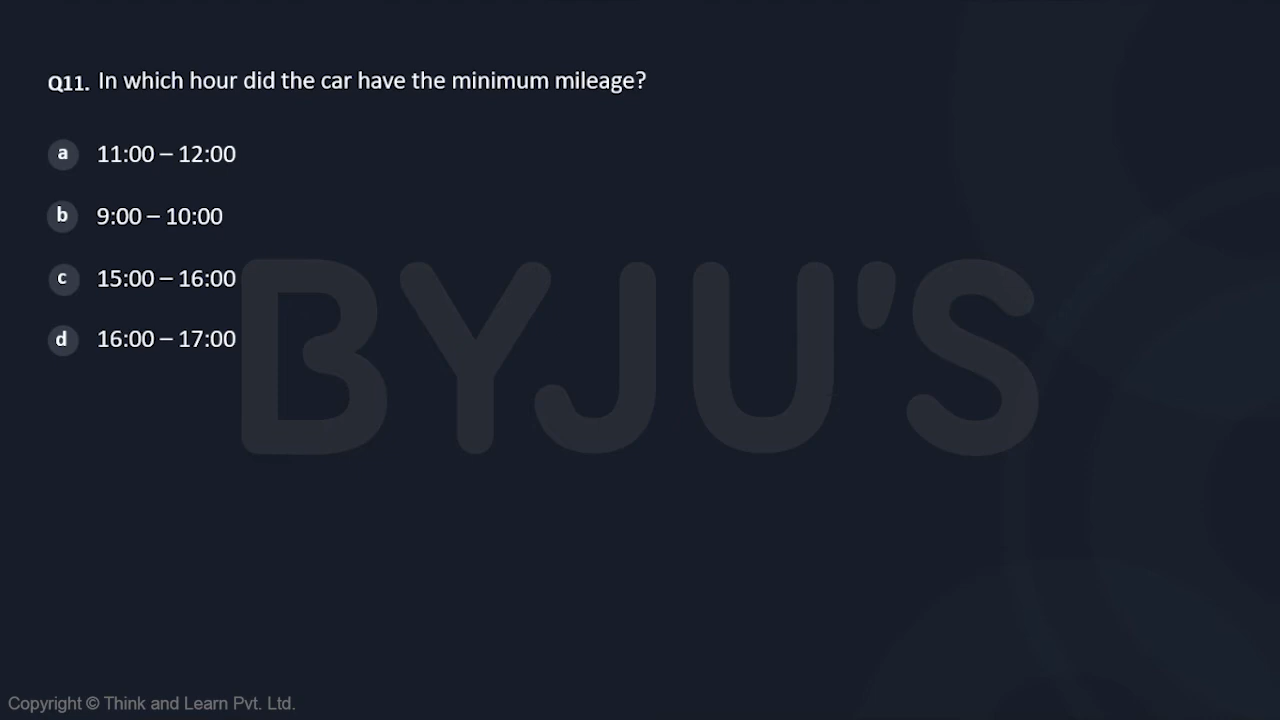 Q11. In which hour did the car have the minimum mileage?
a 11:00 – 12:00
b 9:00 – 10:00
c 15:00 – 16:00
d 16:00 – 17:00
BYJU'S
Copyright © Think and Learn Pvt. Ltd.